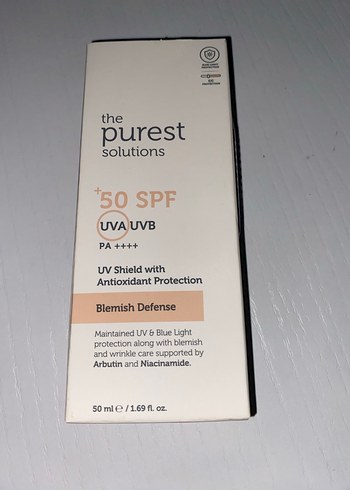 the
purest
solutions
+50 SPF
UVA UVB
PA ++++
UV Shield with
Antioxidant Protection
Blemish Defense
Maintained UV & Blue Light
protection along with blemish
and wrinkle care supported by
Arbutin and Niacinamide.
50 ml ℮ / 1.69 fl. oz.